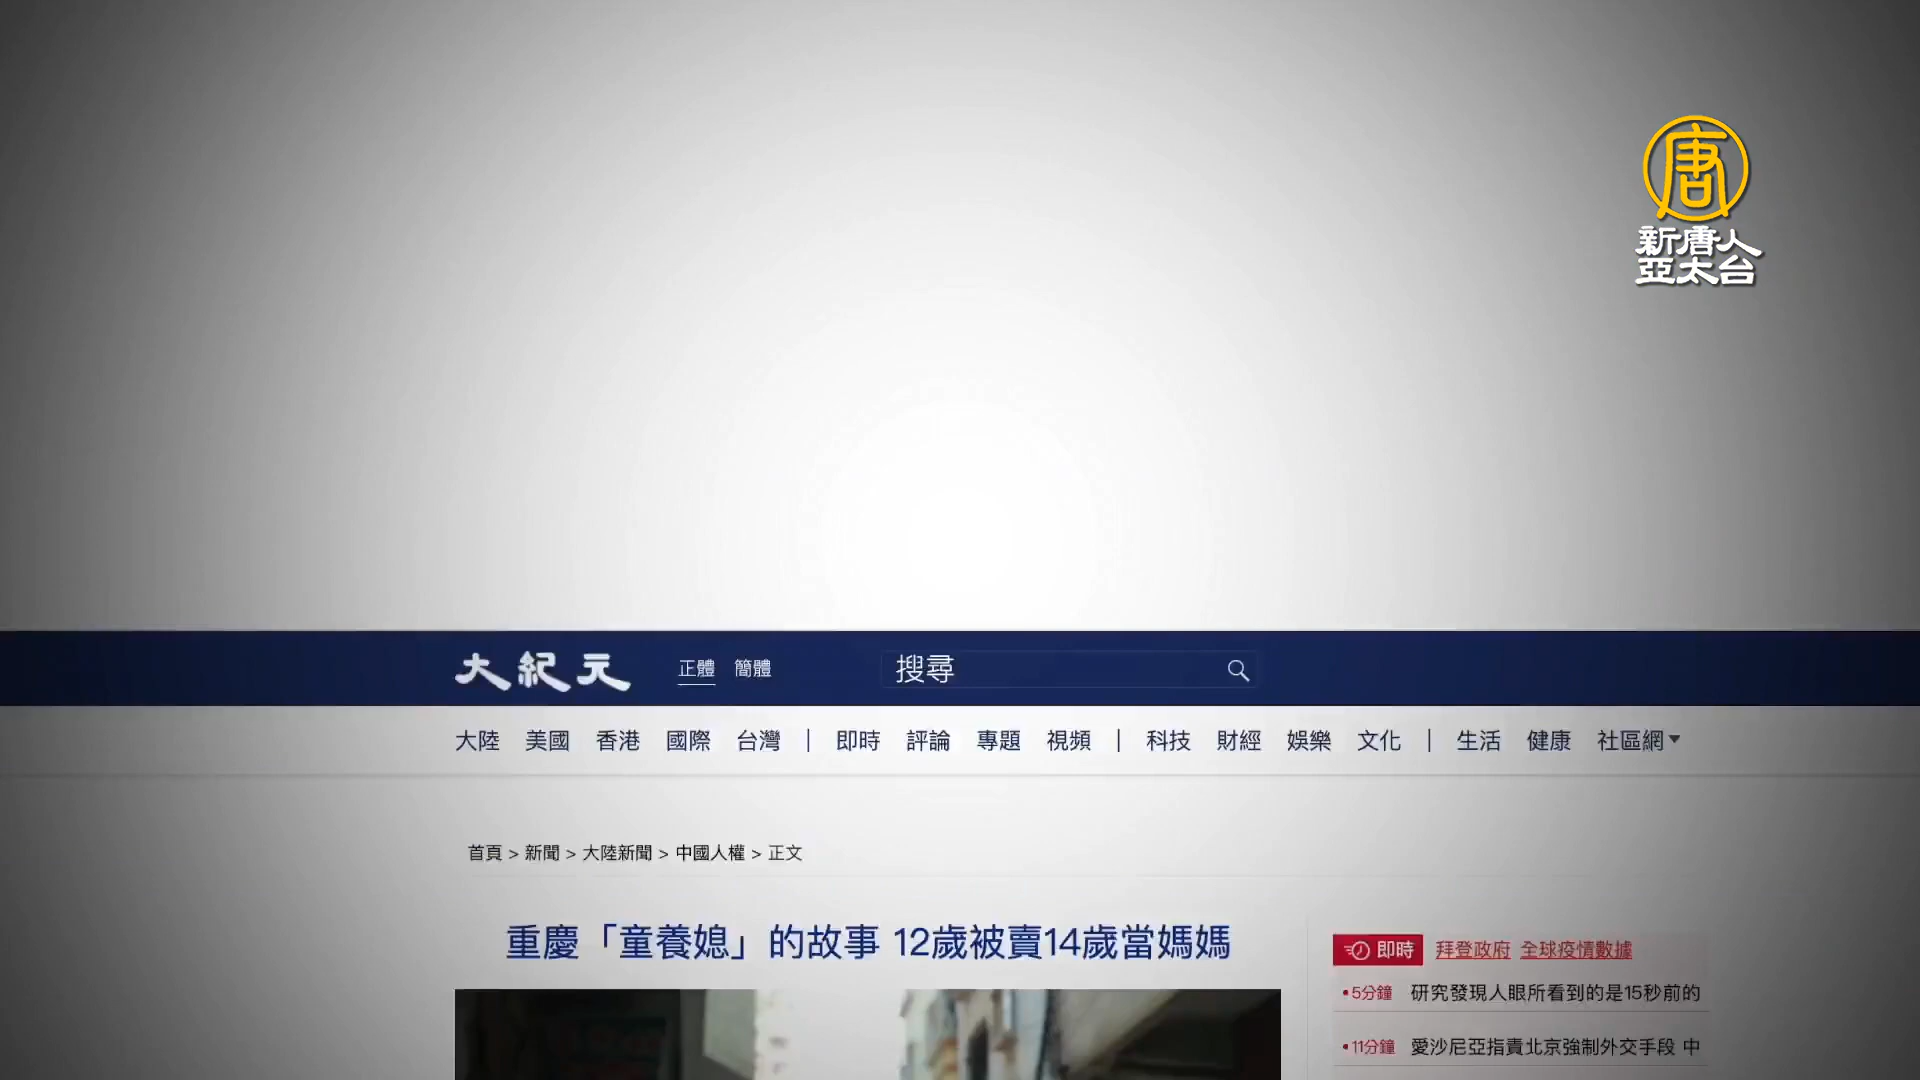 唐
新唐人
亞太台
大紀元 正體 簡體 搜尋
大陸 美國 香港 國際 台灣 | 即時 評論 專題 視頻 | 科技 財經 娛樂 文化 | 生活 健康 社區網
首頁 > 新聞 > 大陸新聞 > 中國人權 > 正文
重慶「童養媳」的故事 12歲被賣14歲當媽媽
即時 拜登政府 全球疫情數據
•5分鐘 研究發現人眼所看到的是15秒前的
•11分鐘 愛沙尼亞指責北京強制外交手段 中